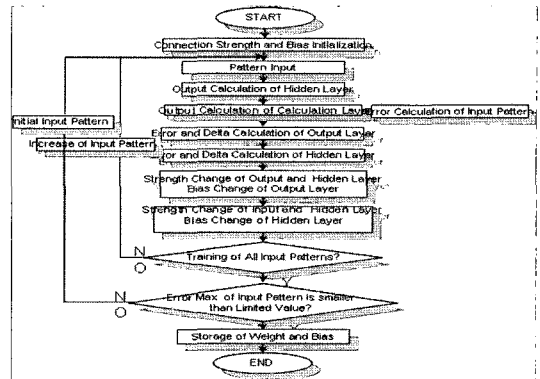 START
Connection Strength and Bias Initialization
Pattern Input
Output Calculation of Hidden Layer
Output Calculation of Calculation Layer
Error Calculation of Input Pattern
Initial Input Pattern
Error and Delta Calculation of Output Layer
Increase of Input Pattern
Error and Delta Calculation of Hidden Layer
Strength Change of Output and Hidden Layer
Bias Change of Output Layer
Strength Change of Input and Hidden Layer
Bias Change of Hidden Layer
N
O
Training of All Input Patterns?
Y
N
O
Error Max. of Input Pattern is smaller
than Limited Value?
Y
Storage of Weight and Bias
END